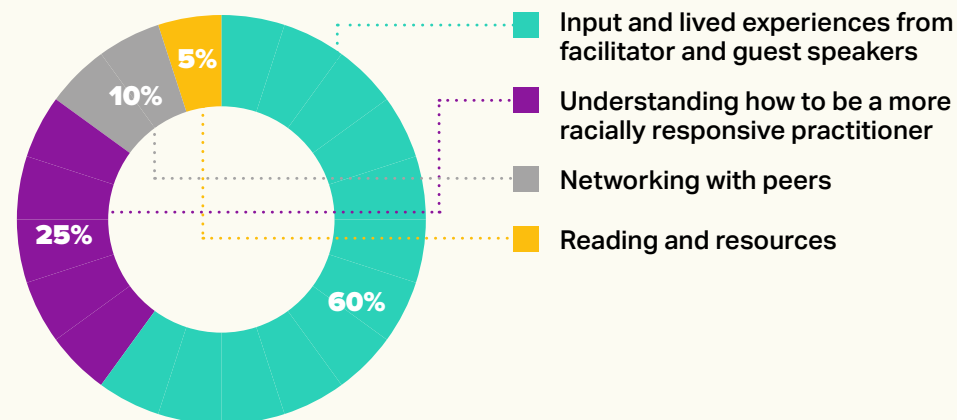 5%
10%
25%
60%
Input and lived experiences from
facilitator and guest speakers
Understanding how to be a more
racially responsive practitioner
Networking with peers
Reading and resources